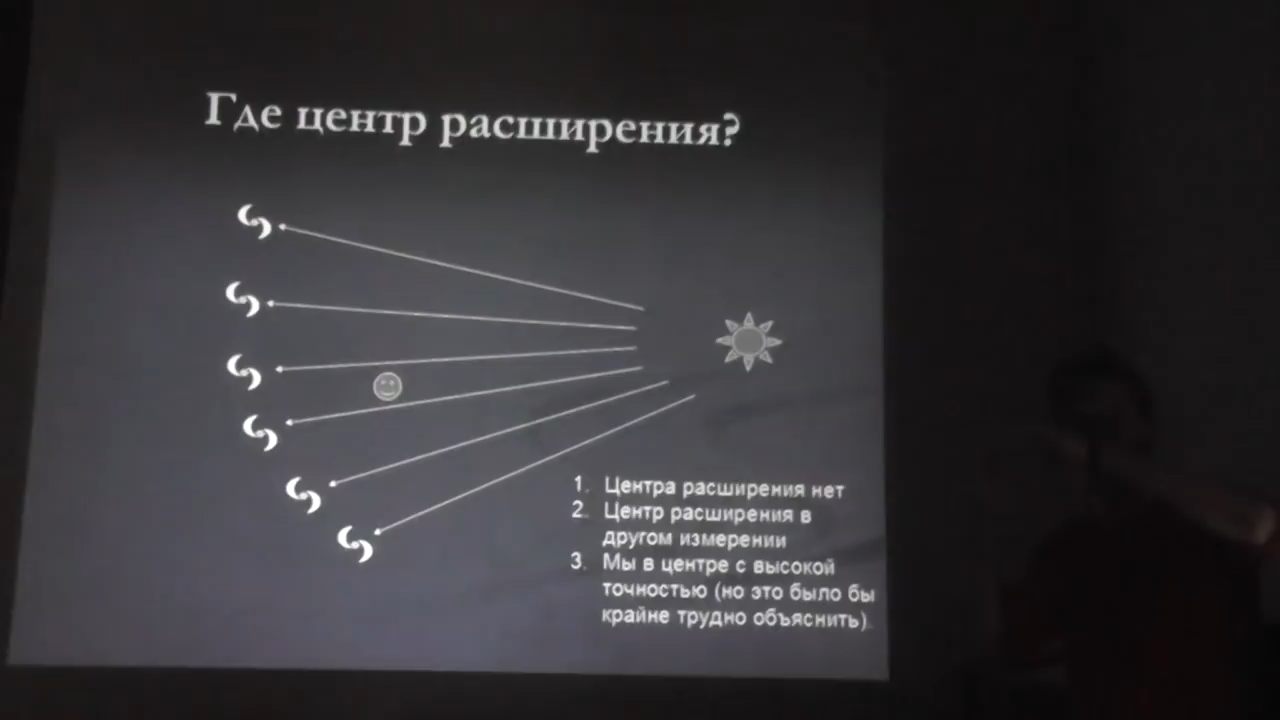 Где центр расширения?
1. Центра расширения нет
2. Центр расширения в
другом измерении
3. Мы в центре с высокой
точностью (но это было бы
крайне трудно объяснить).